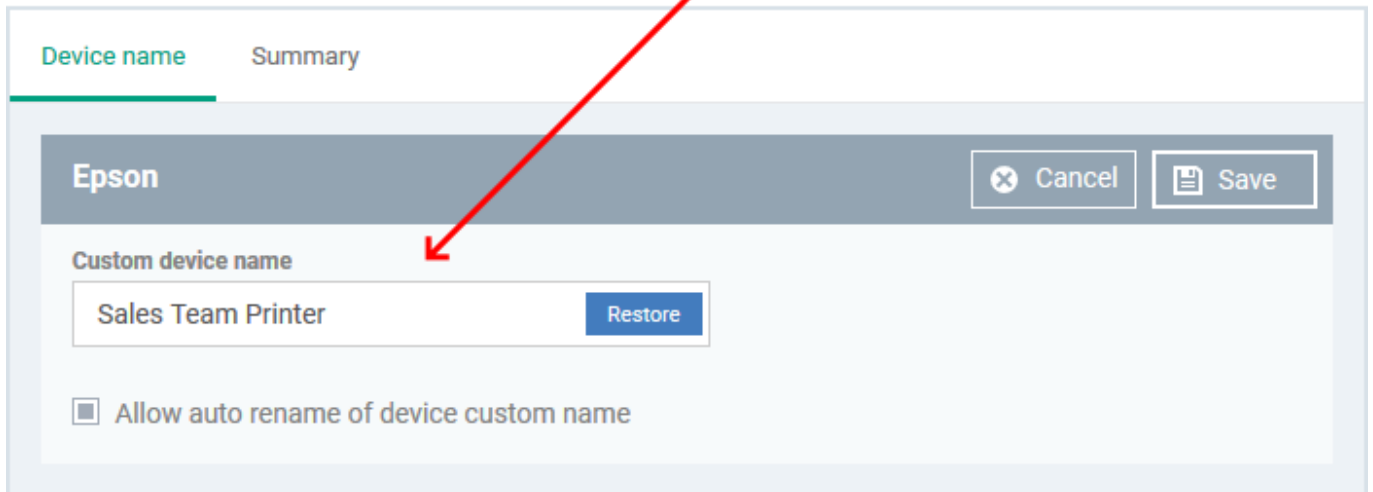 Device name Summary
Epson Cancel Save
Custom device name
Sales Team Printer Restore
Allow auto rename of device custom name